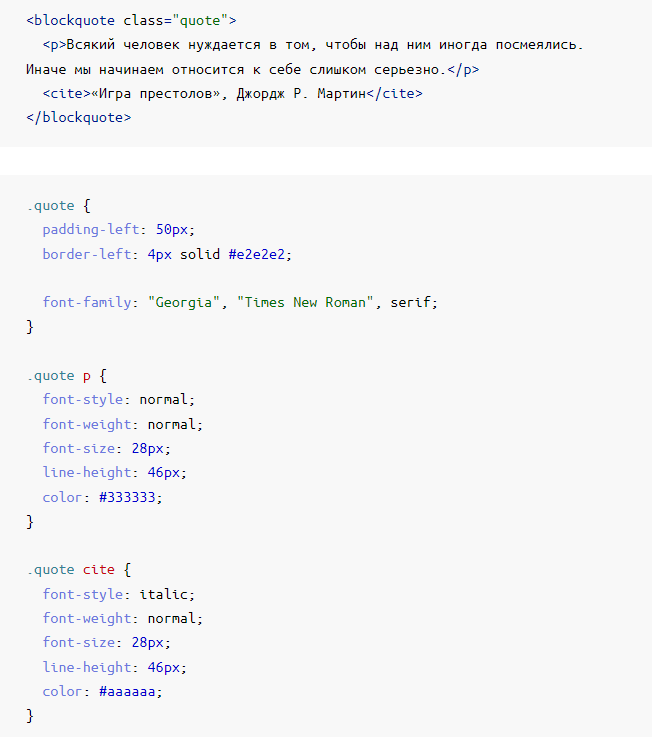 <blockquote class="quote">
<p>Всякий человек нуждается в том, чтобы над ним иногда посмеялись.
Иначе мы начинаем относится к себе слишком серьезно.</p>
<cite>«Игра престолов», Джордж Р. Мартин</cite>
</blockquote>
.quote {
padding-left: 50px;
border-left: 4px solid #e2e2e2;
font-family: "Georgia", "Times New Roman", serif;
}
.quote p {
font-style: normal;
font-weight: normal;
font-size: 28px;
line-height: 46px;
color: #333333;
}
.quote cite {
font-style: italic;
font-weight: normal;
font-size: 28px;
line-height: 46px;
color: #aaaaaa;
}